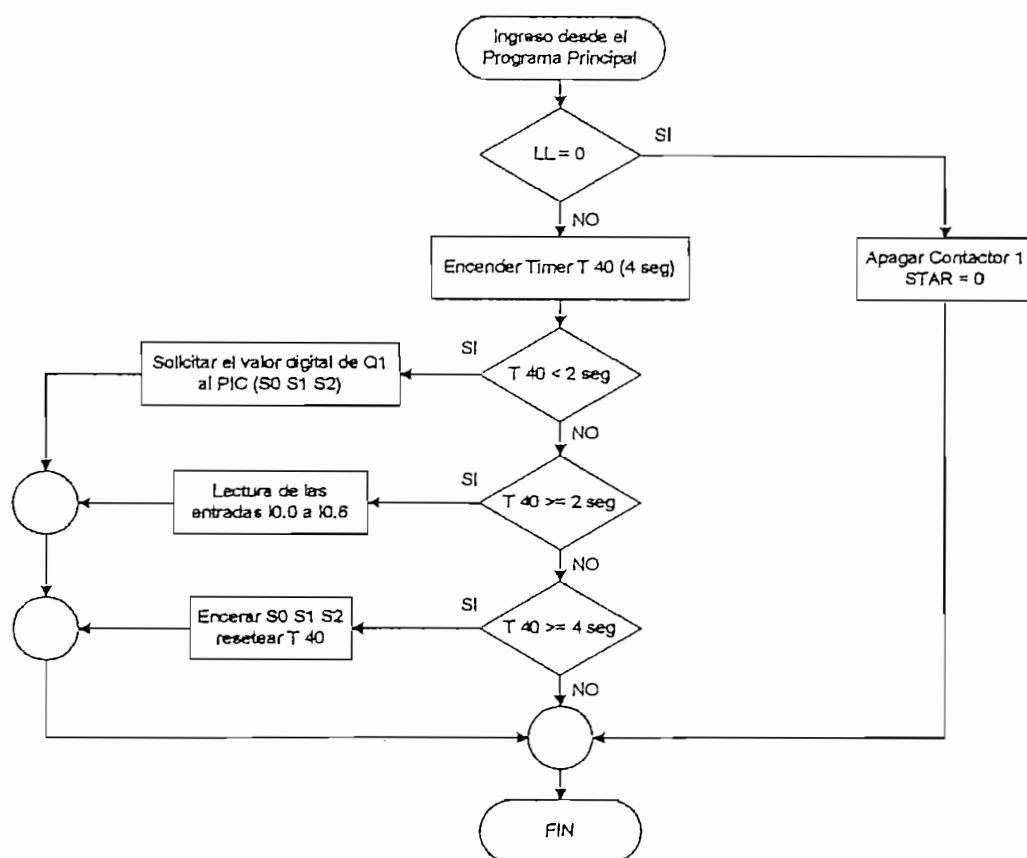 Ingreso desde el
Programa Principal
LL = 0
SI
NO
Encender Timer T 40 (4 seg)
Apagar Contactor 1
STAR = 0
T 40 < 2 seg
SI
Solicitar el valor digital de Q1
al PIC (S0 S1 S2)
NO
T 40 >= 2 seg
SI
Lectura de las
entradas I0.0 a I0.6
NO
T 40 >= 4 seg
SI
Encerar S0 S1 S2
resetear T 40
NO
FIN